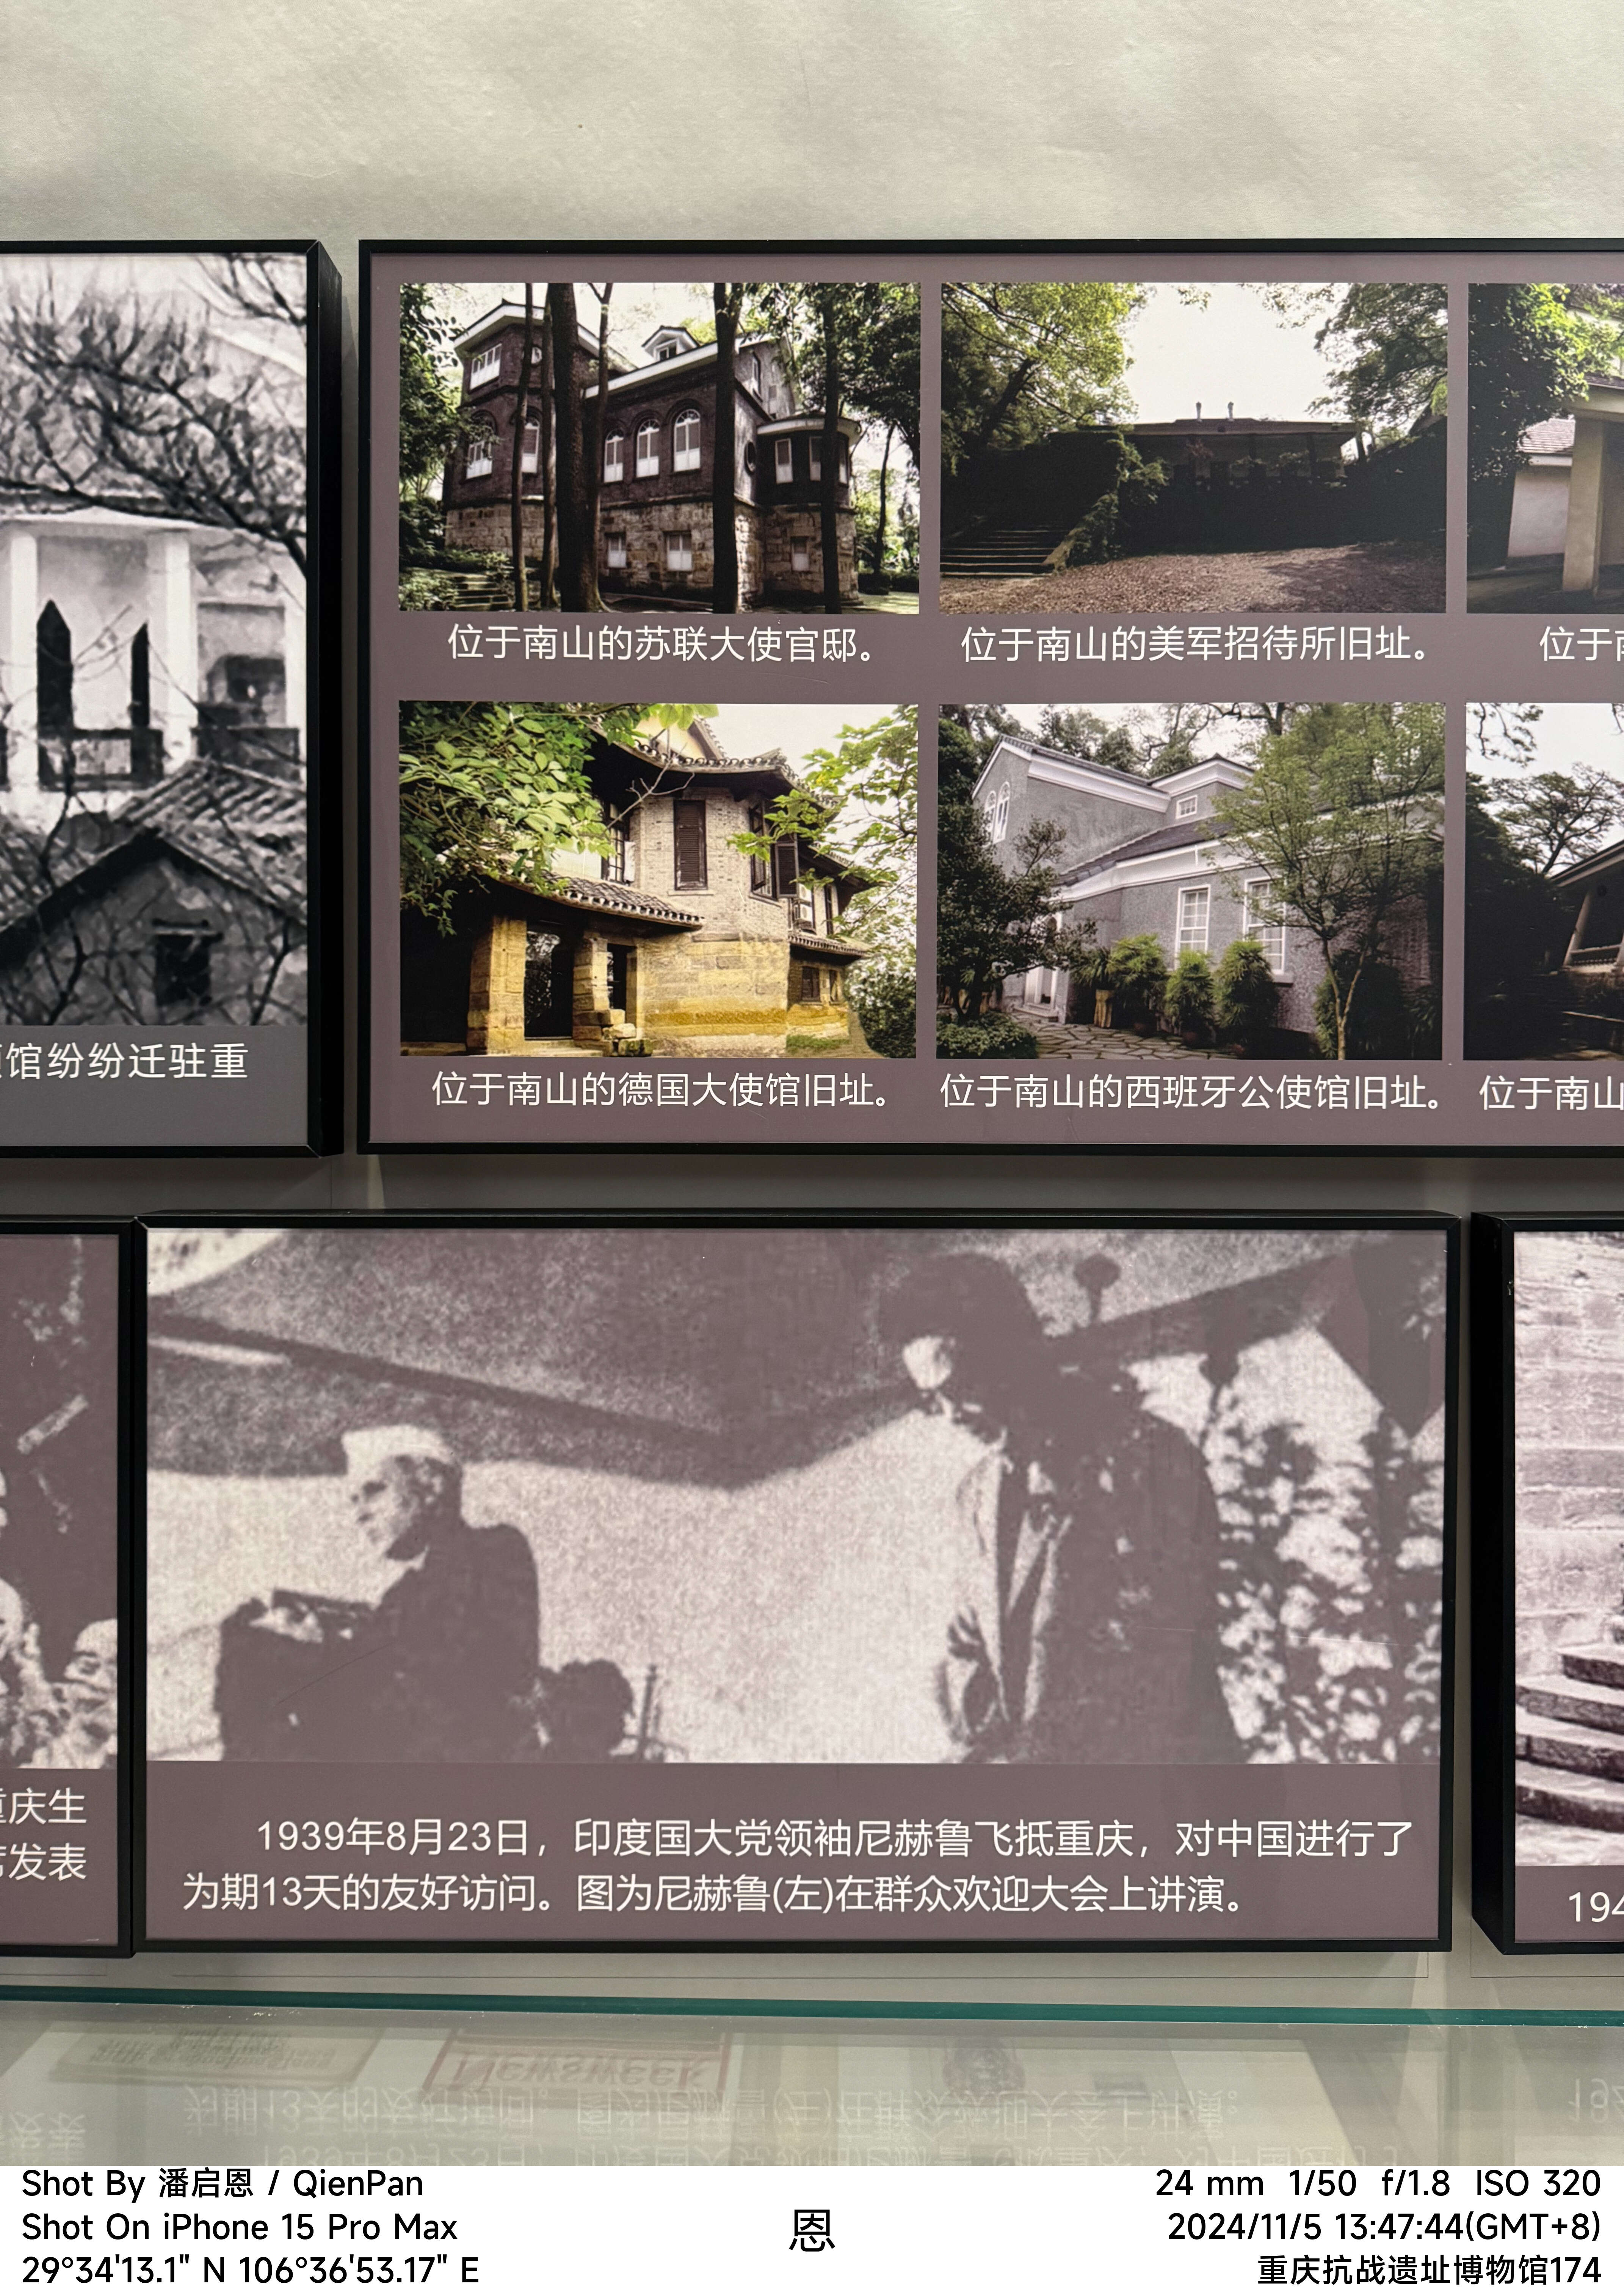 位于南山的苏联大使官邸。
位于南山的美军招待所旧址。
位于
位于南山的德国大使馆旧址。
位于南山的西班牙公使馆旧址。
位于南山
馆纷纷迁驻重
庆生
发表
1939年8月23日，印度国大党领袖尼赫鲁飞抵重庆，对中国进行了
为期13天的友好访问。图为尼赫鲁(左)在群众欢迎大会上讲演。
194
Newsweek
Shot By 潘启恩 / QienPan
Shot On iPhone 15 Pro Max
29°34'13.1" N 106°36'53.17" E
恩
24 mm 1/50 f/1.8 ISO 320
2024/11/5 13:47:44(GMT+8)
重庆抗战遗址博物馆174